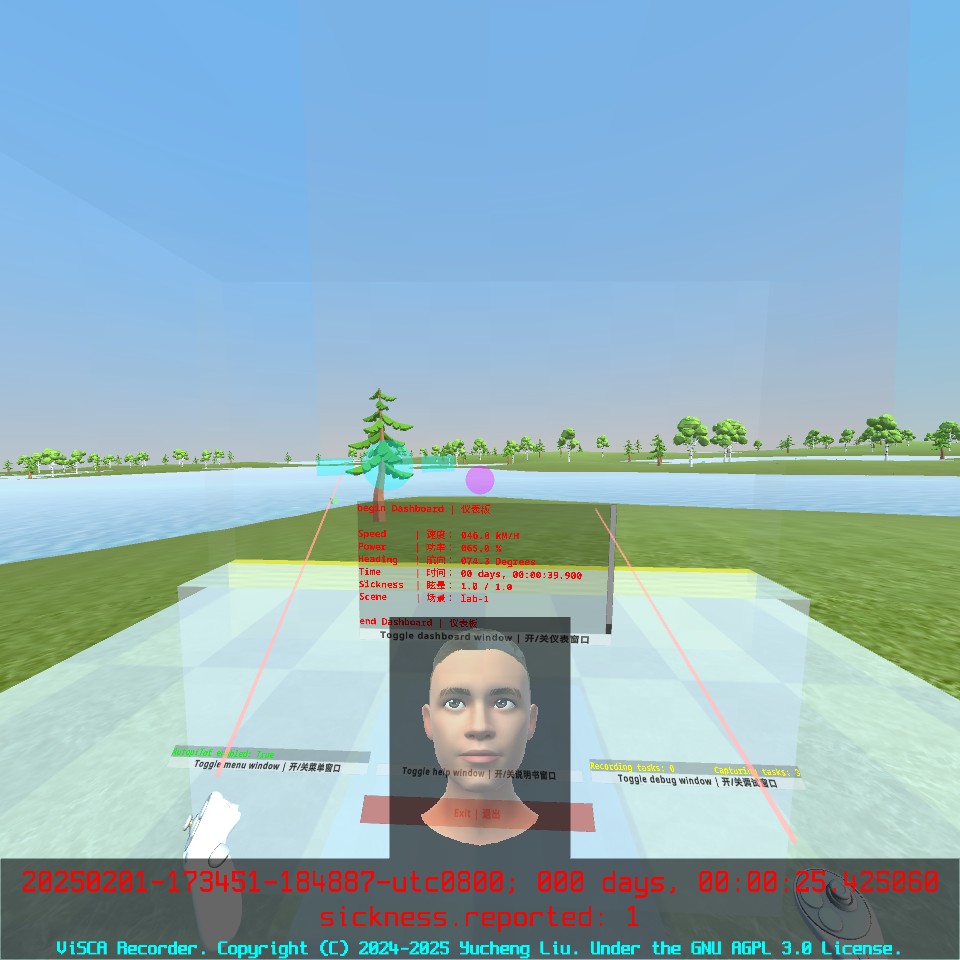 begin Dashboard | 仪表板
Speed | 速度： 046.8 kM/H
Power | 功率： 065.0 %
Heading | 航向： 074.3 Degrees
Time | 时间： 00 days, 00:00:39.900
Sickness | 眩晕： 1.0 / 1.0
Scene | 场景： lab-1
end Dashboard | 仪表板
Toggle dashboard window | 开/关仪表窗口
Autopilot enabled: True
Toggle menu window | 开/关菜单窗口
Toggle help window | 开/关说明书窗口
Recording tasks: 0 Capturing tasks: 3
Toggle debug window | 开/关调试窗口
Exit | 退出
20250201-173451-184887-utc0800; 000 days, 00:00:25.425060
sickness.reported: 1
ViSCA Recorder. Copyright (C) 2024-2025 Yucheng Liu. Under the GNU AGPL 3.0 License.